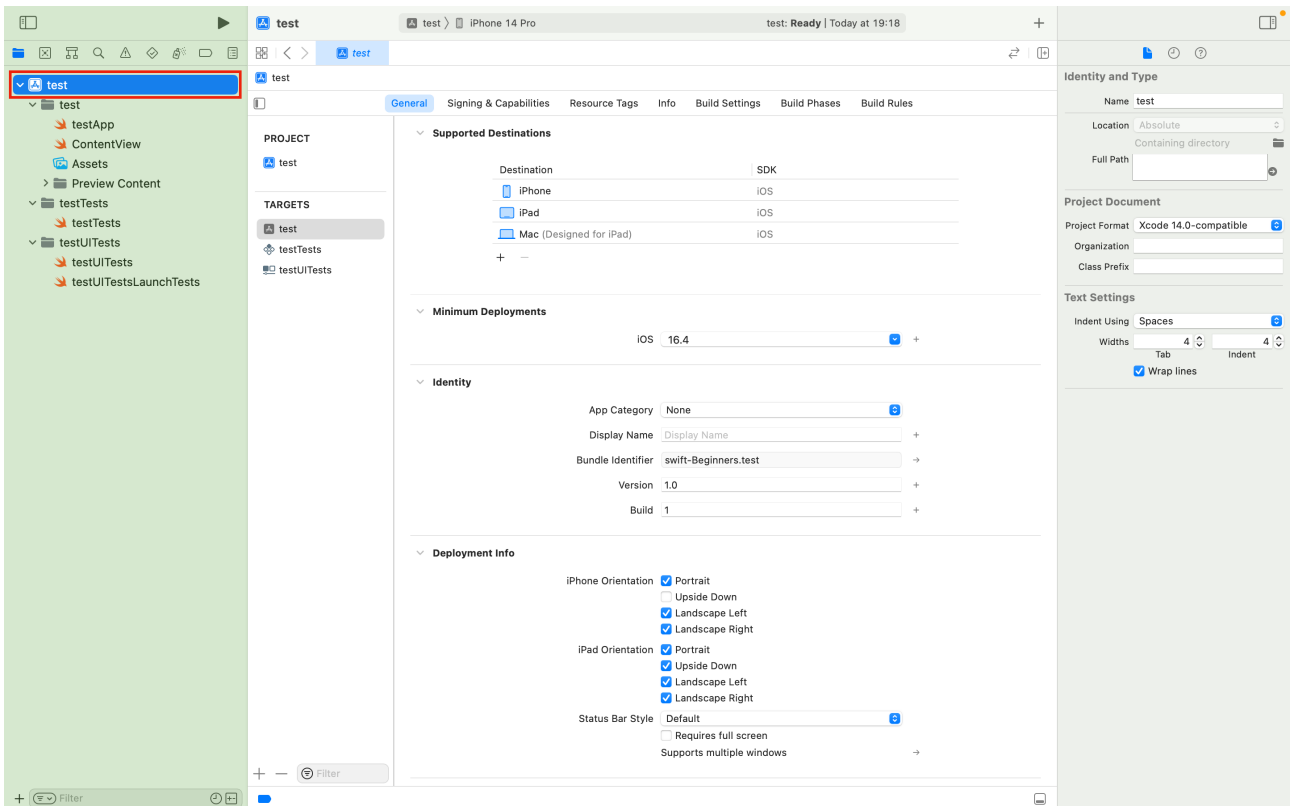 test
test
iPhone 14 Pro
test: Ready | Today at 19:18
test
test
test
test
testApp
ContentView
Assets
Preview Content
testTests
testTests
testUITests
testUITests
testUITestsLaunchTests
Filter
General
Signing & Capabilities
Resource Tags
Info
Build Settings
Build Phases
Build Rules
PROJECT
test
TARGETS
test
testTests
testUITests
Filter
Supported Destinations
Destination SDK
iPhone iOS
iPad iOS
Mac (Designed for iPad) iOS
Minimum Deployments
iOS 16.4
Identity
App Category None
Display Name Display Name
Bundle Identifier swift-Beginners.test
Version 1.0
Build 1
Deployment Info
iPhone Orientation Portrait
Upside Down
Landscape Left
Landscape Right
iPad Orientation Portrait
Upside Down
Landscape Left
Landscape Right
Status Bar Style Default
Requires full screen
Supports multiple windows
Identity and Type
Name test
Location Absolute
Containing directory
Full Path
Project Document
Project Format Xcode 14.0-compatible
Organization
Class Prefix
Text Settings
Indent Using Spaces
Widths 4 4
Tab Indent
Wrap lines